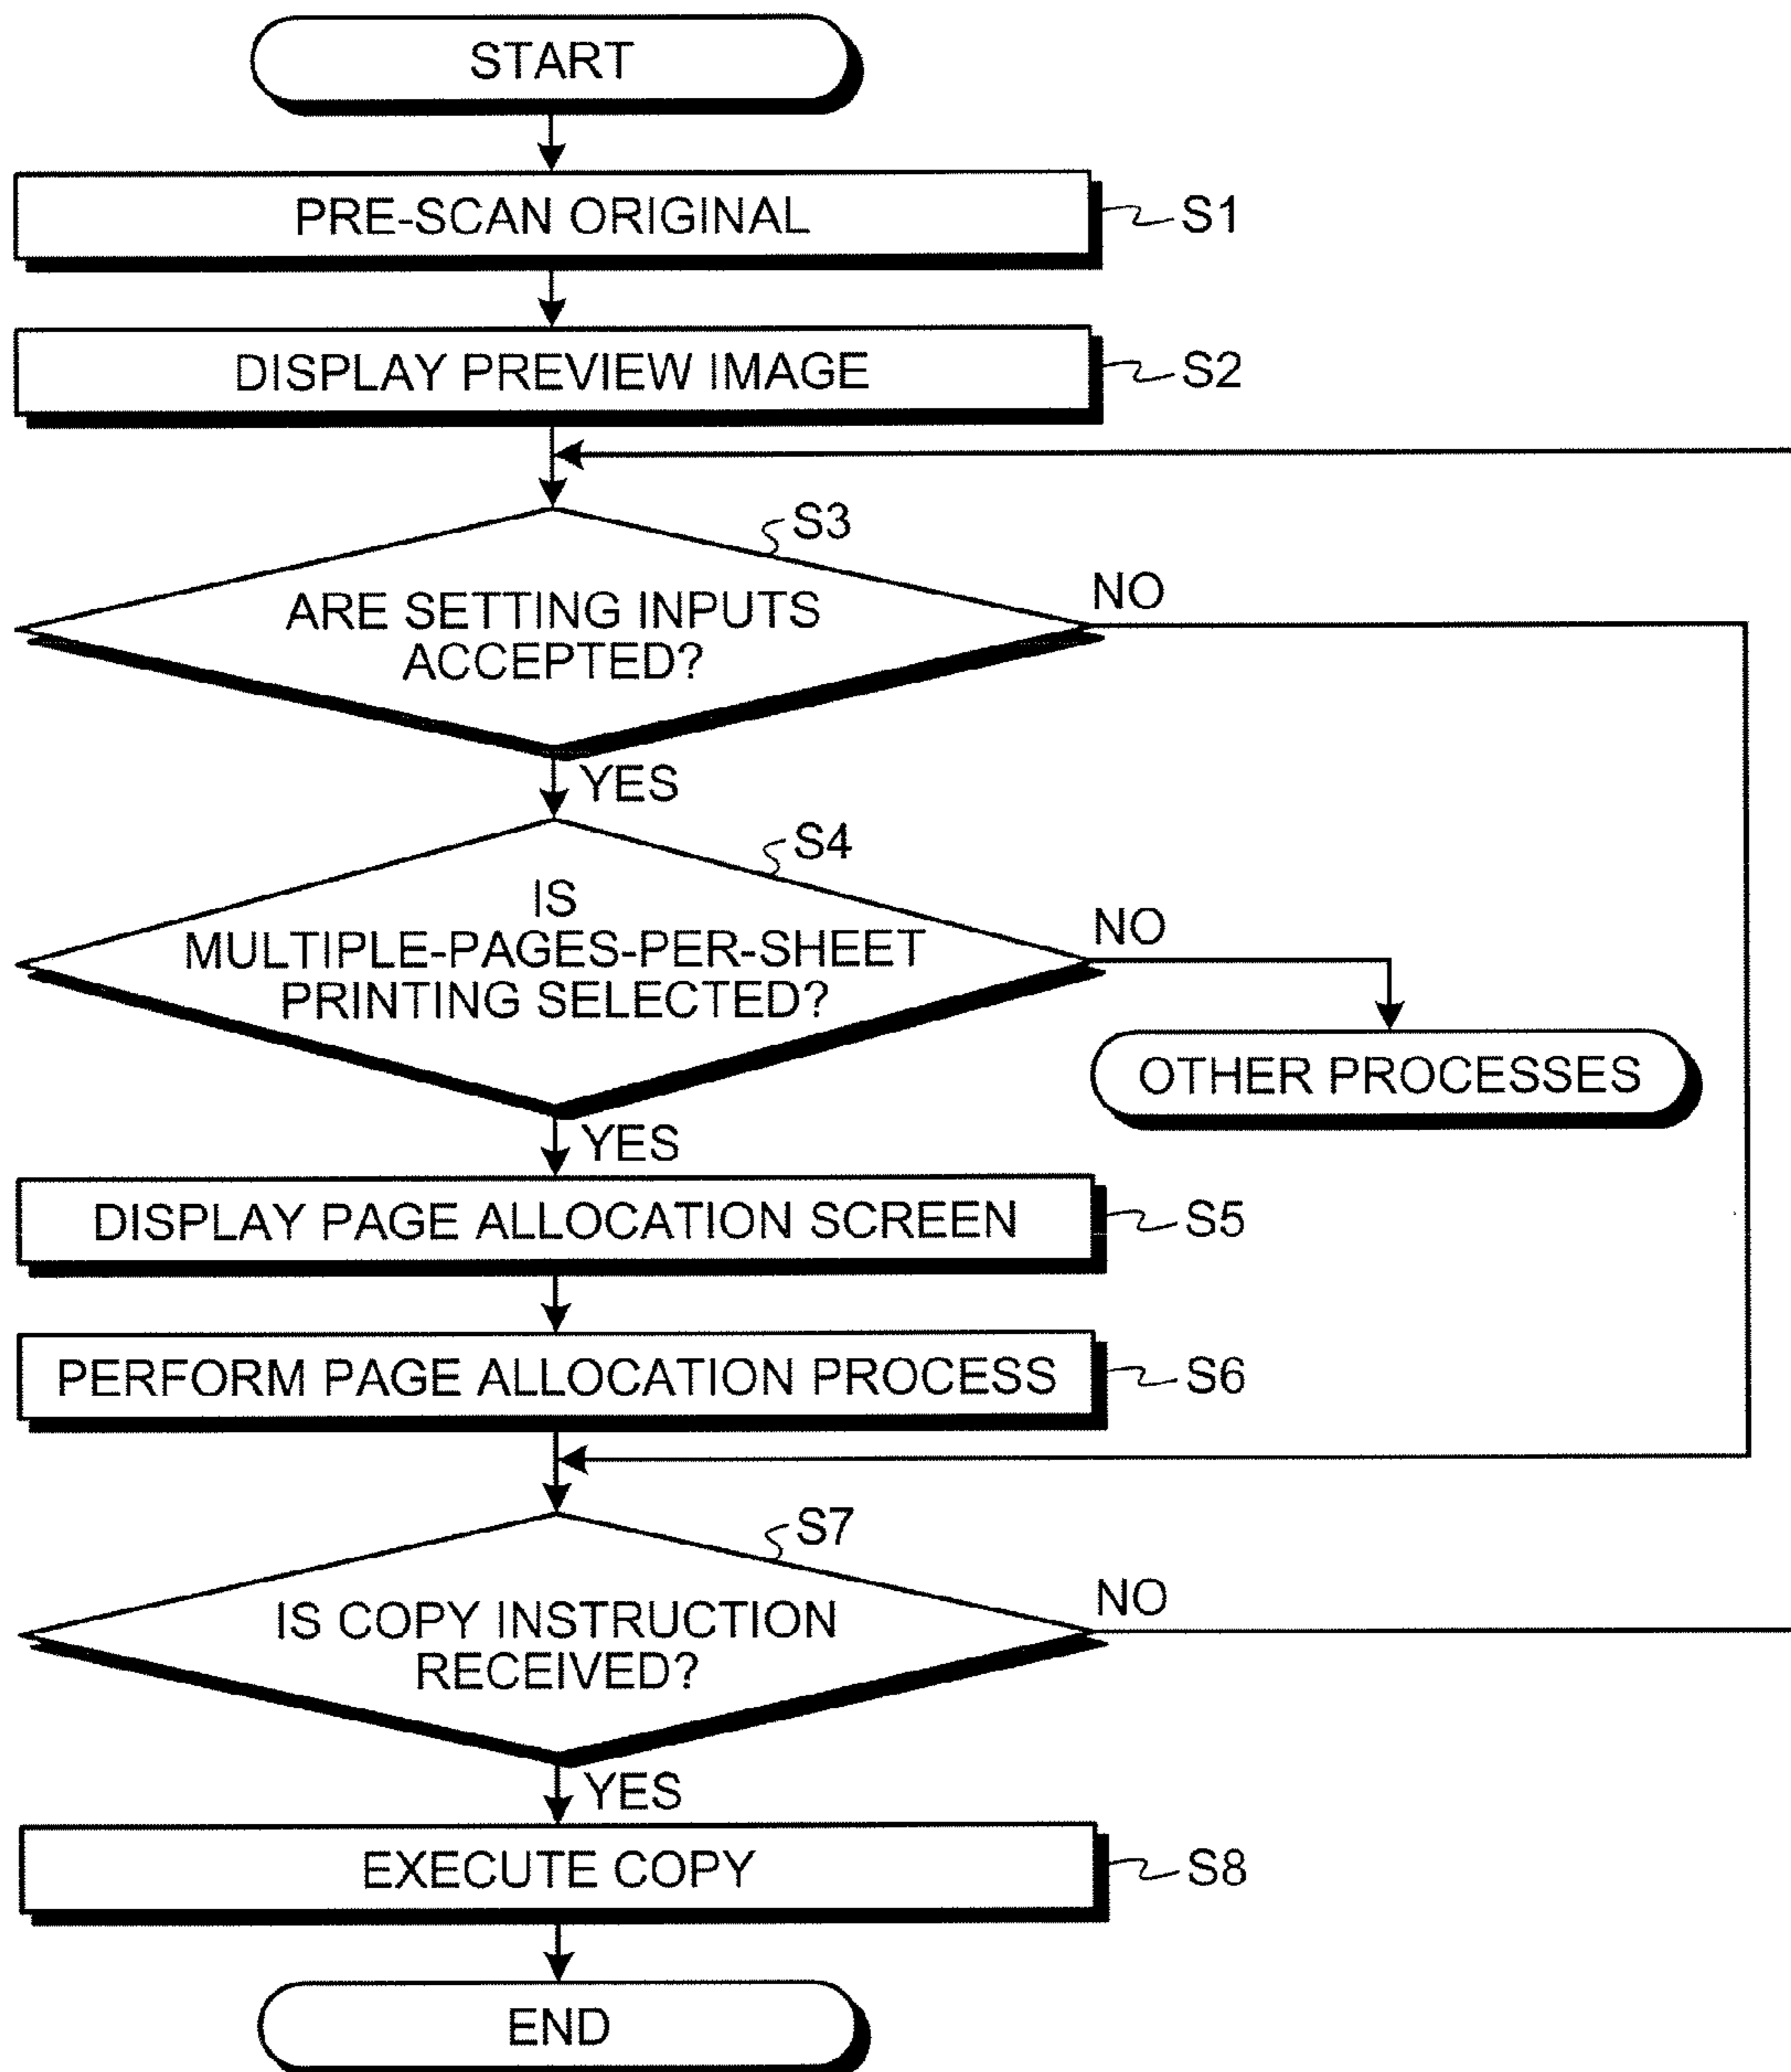 START
PRE-SCAN ORIGINAL
S1
DISPLAY PREVIEW IMAGE
S2
S3
ARE SETTING INPUTS
ACCEPTED?
NO
YES
S4
IS
MULTIPLE-PAGES-PER-SHEET
PRINTING SELECTED?
NO
OTHER PROCESSES
YES
DISPLAY PAGE ALLOCATION SCREEN
S5
PERFORM PAGE ALLOCATION PROCESS
S6
S7
IS COPY INSTRUCTION
RECEIVED?
NO
YES
EXECUTE COPY
S8
END